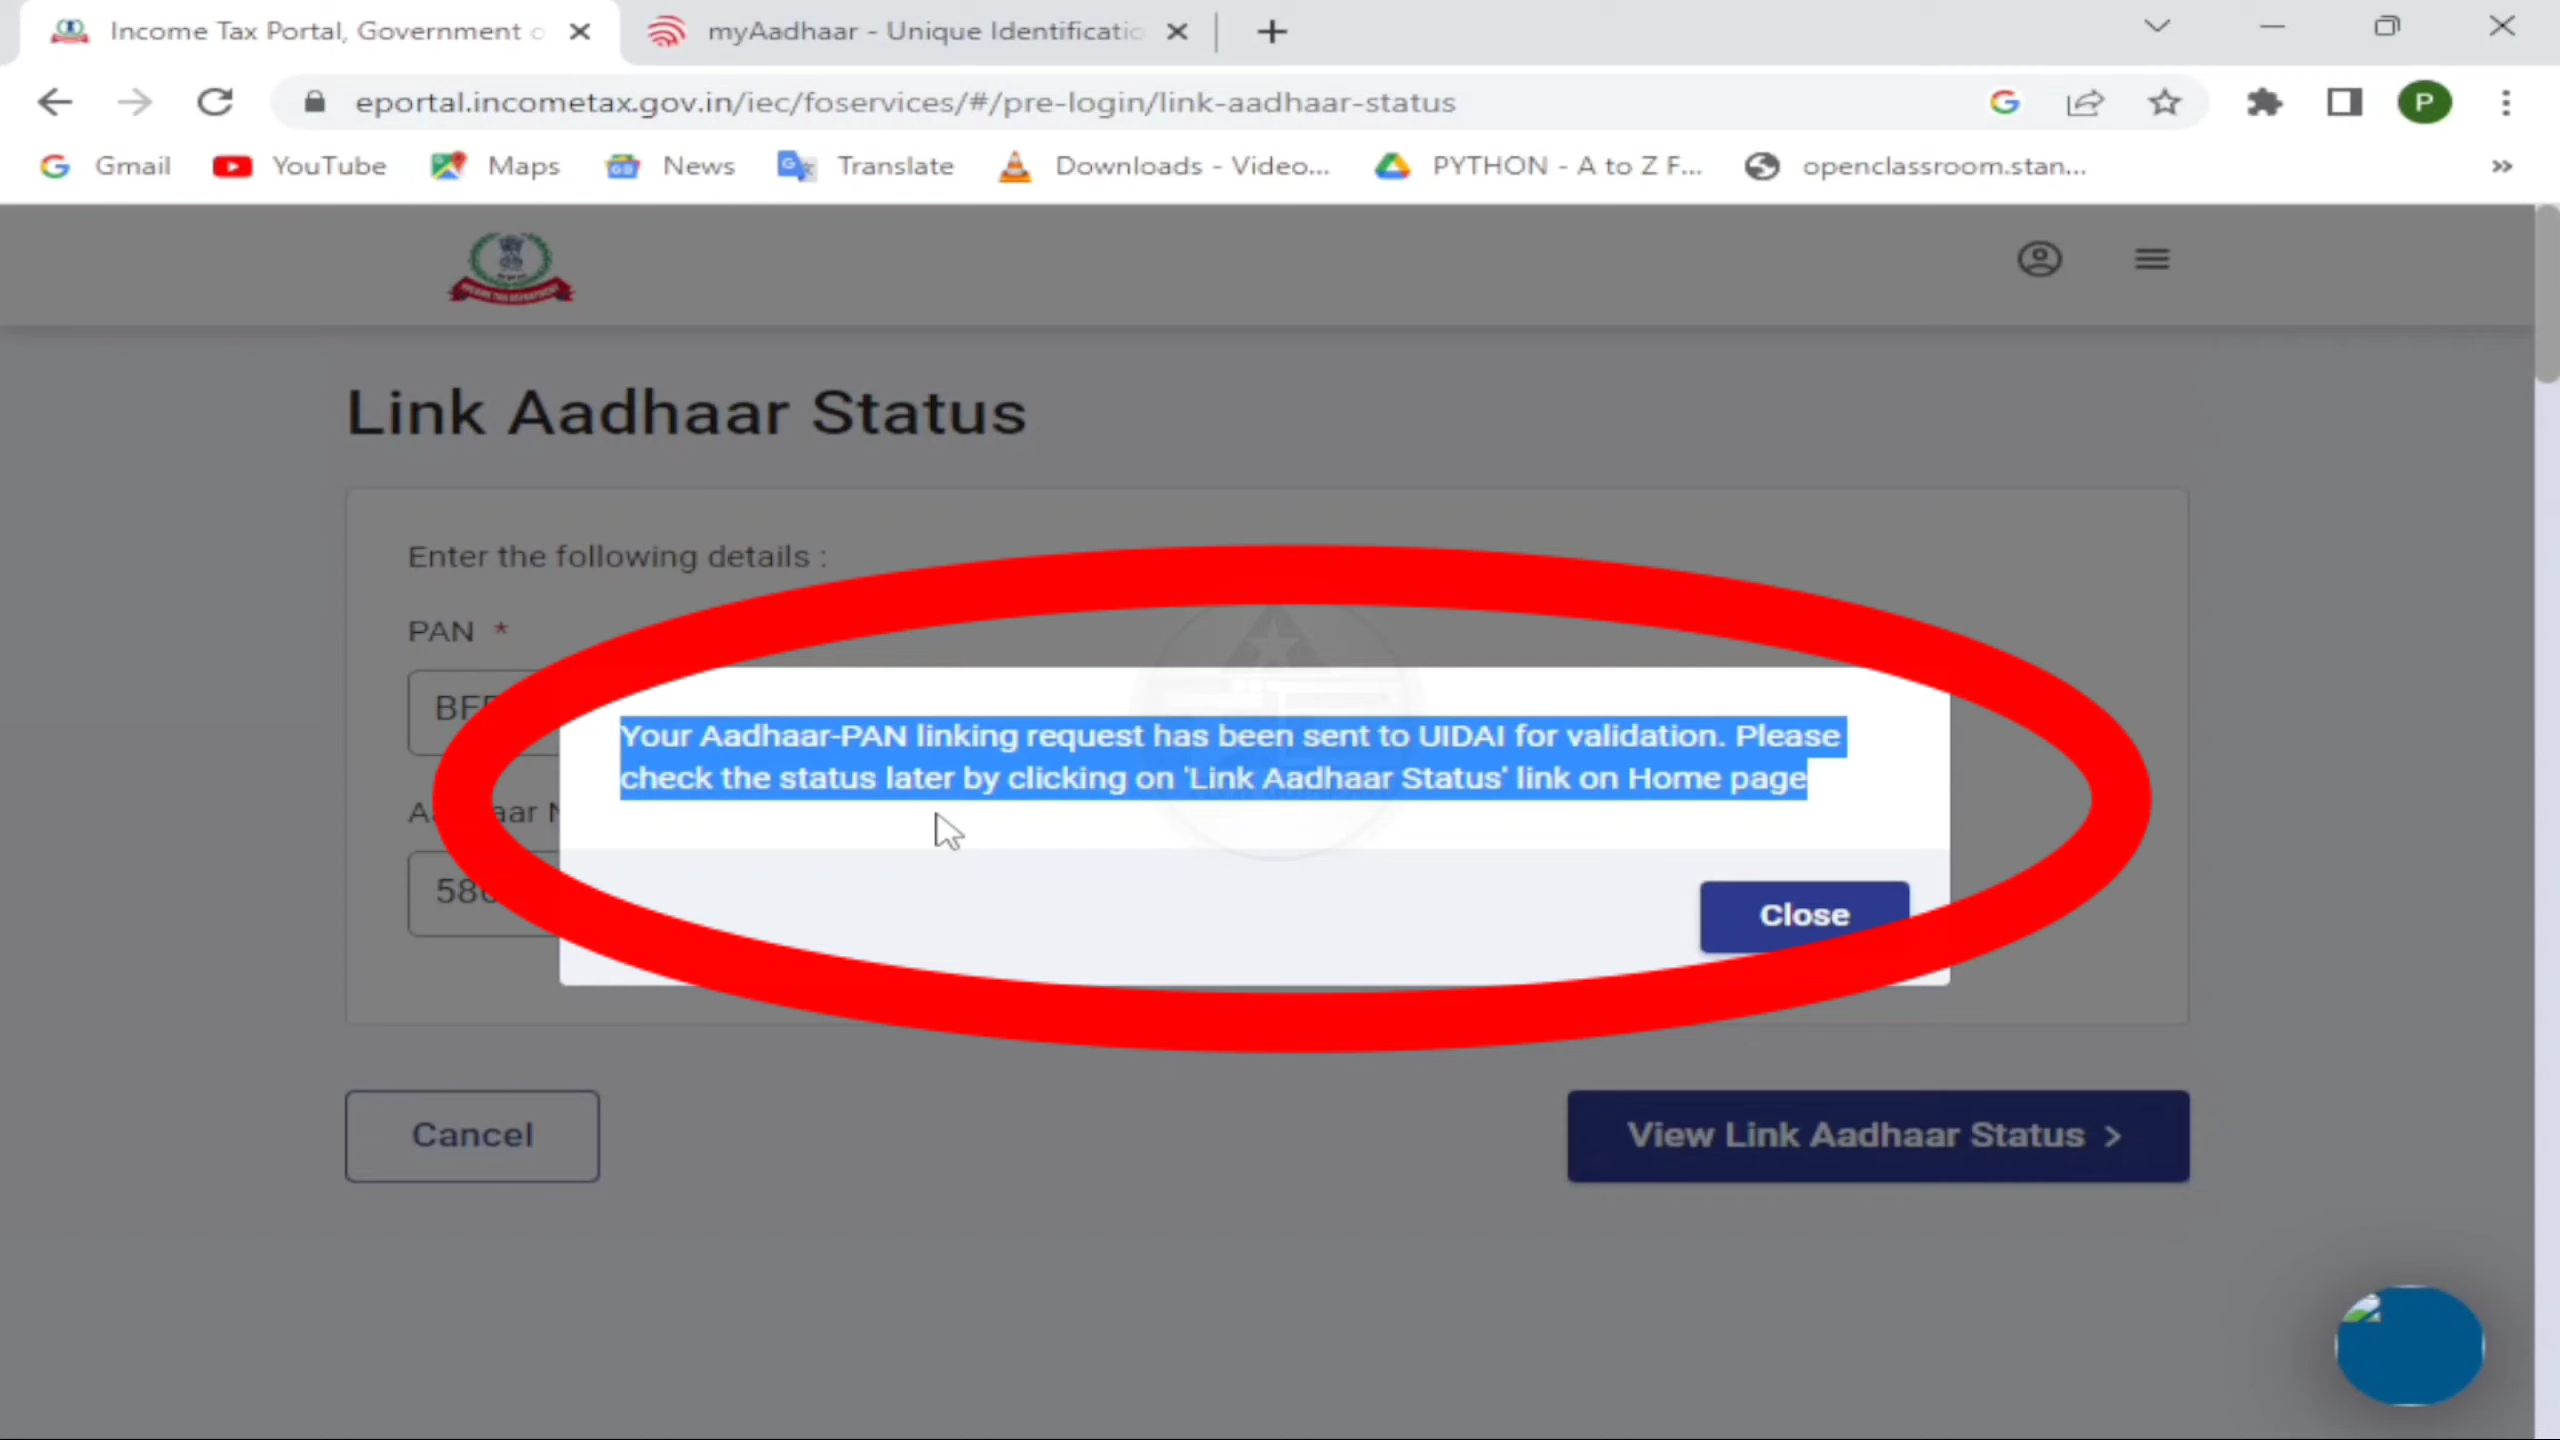 Income Tax Portal, Government o
myAadhaar - Unique Identificatio
eportal.incometax.gov.in/iec/foservices/#/pre-login/link-aadhaar-status
P
Gmail YouTube Maps News Translate Downloads - Video... PYTHON - A to Z F... openclassroom.stan... »
Link Aadhaar Status
Enter the following details :
PAN *
Your Aadhaar-PAN linking request has been sent to UIDAI for validation. Please
check the status later by clicking on 'Link Aadhaar Status' link on Home page
Close
Cancel
View Link Aadhaar Status >